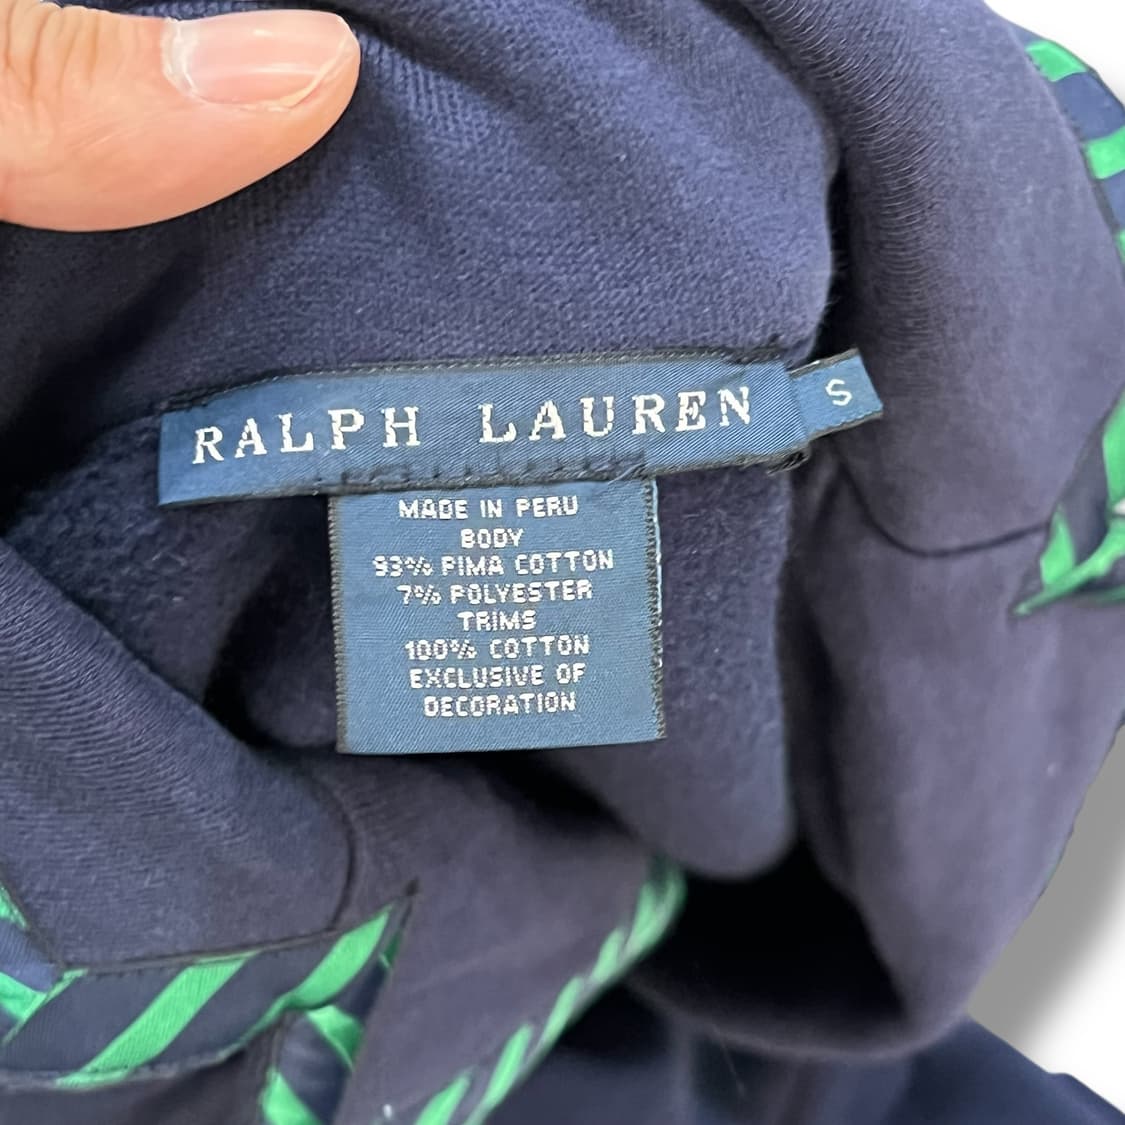 RALPH LAUREN
S
MADE IN PERU
BODY
93% PIMA COTTON
7% POLYESTER
TRIMS
100% COTTON
EXCLUSIVE OF
DECORATION